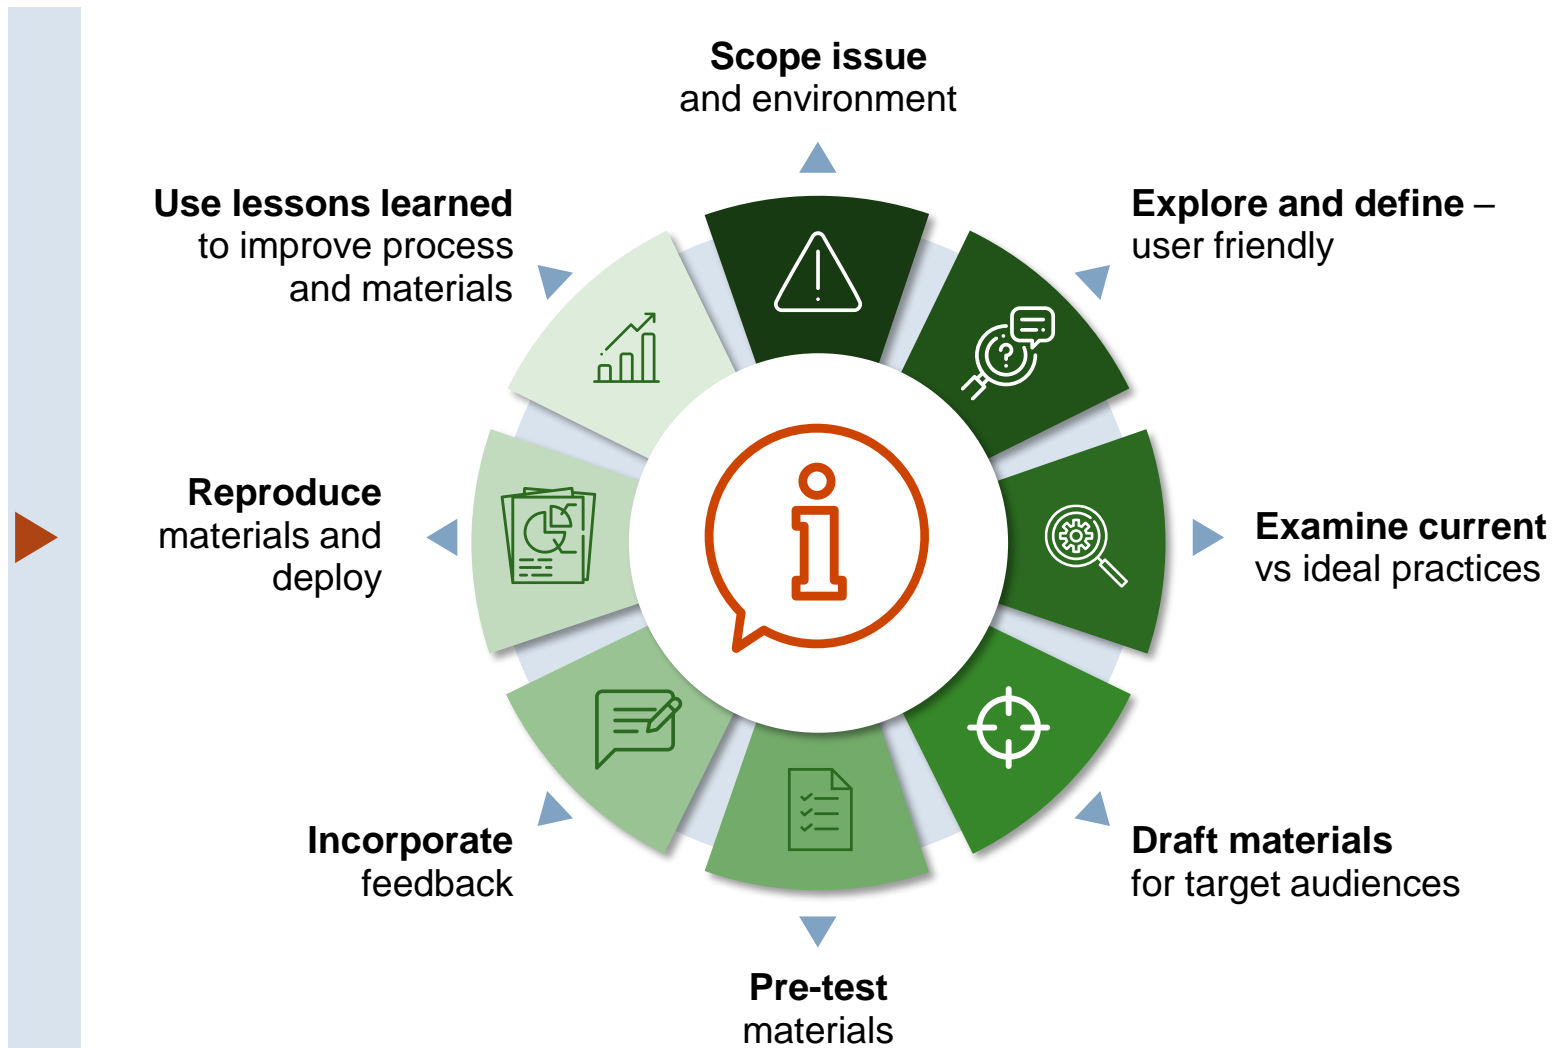 Scope issue
and environment
Explore and define –
user friendly
Examine current
vs ideal practices
Draft materials
for target audiences
Pre-test
materials
Incorporate
feedback
Reproduce
materials and
deploy
Use lessons learned
to improve process
and materials